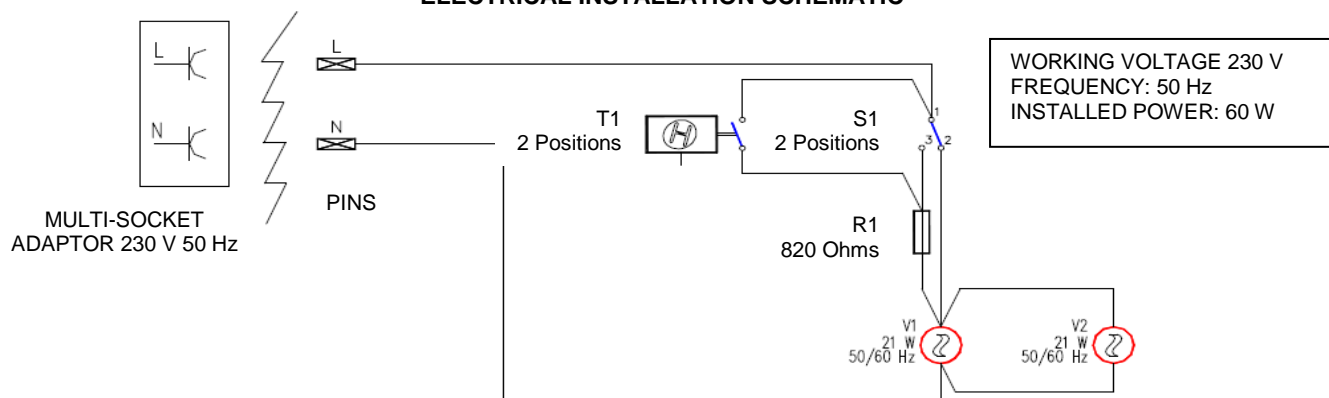 ELECTRICAL INSTALLATION SCHEMATIC
L
N
MULTI-SOCKET
ADAPTOR 230 V 50 Hz
L
N
PINS
T1
2 Positions
S1
2 Positions
1
3 2
R1
820 Ohms
WORKING VOLTAGE 230 V
FREQUENCY: 50 Hz
INSTALLED POWER: 60 W
V1
21 W
50/60 Hz
V2
21 W
50/60 Hz